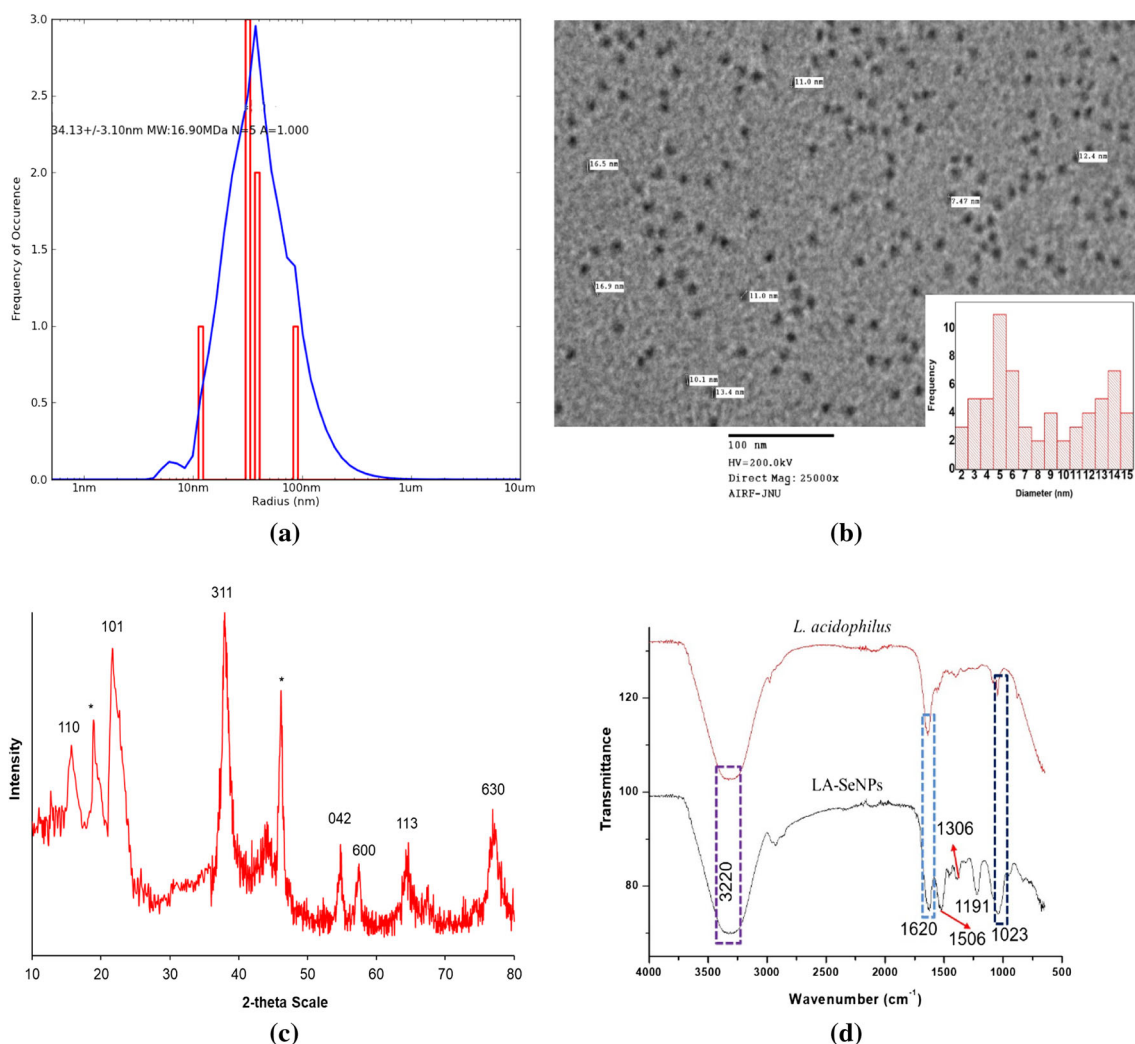 3.0
2.5
2.0
1.5
1.0
0.5
0.0
Frequency of Occurence
34.13+/-3.10nm MW:16.90MDa N=5 A=1.000
1nm
10nm
100nm
1um
10um
Radius (nm)
(a)
11.0 nm
16.5 nm
12.4 nm
7.47 nm
16.9 nm
11.0 nm
10.1 nm
13.4 nm
100 nm
HV=200.0kV
Direct Mag: 25000x
AIRF-JNU
10
8
6
4
2
0
Frequency
2 3 4 5 6 7 8 9 10 11 12 13 14 15
Diameter (nm)
(b)
Intensity
110
*
101
311
*
042
600
113
630
10 20 30 40 50 60 70 80
2-theta Scale
(c)
Transmittance
120
100
80
L. acidophilus
LA-SeNPs
3220
1620
1506
1306
1191
1023
4000 3500 3000 2500 2000 1500 1000 500
Wavenumber (cm-1)
(d)